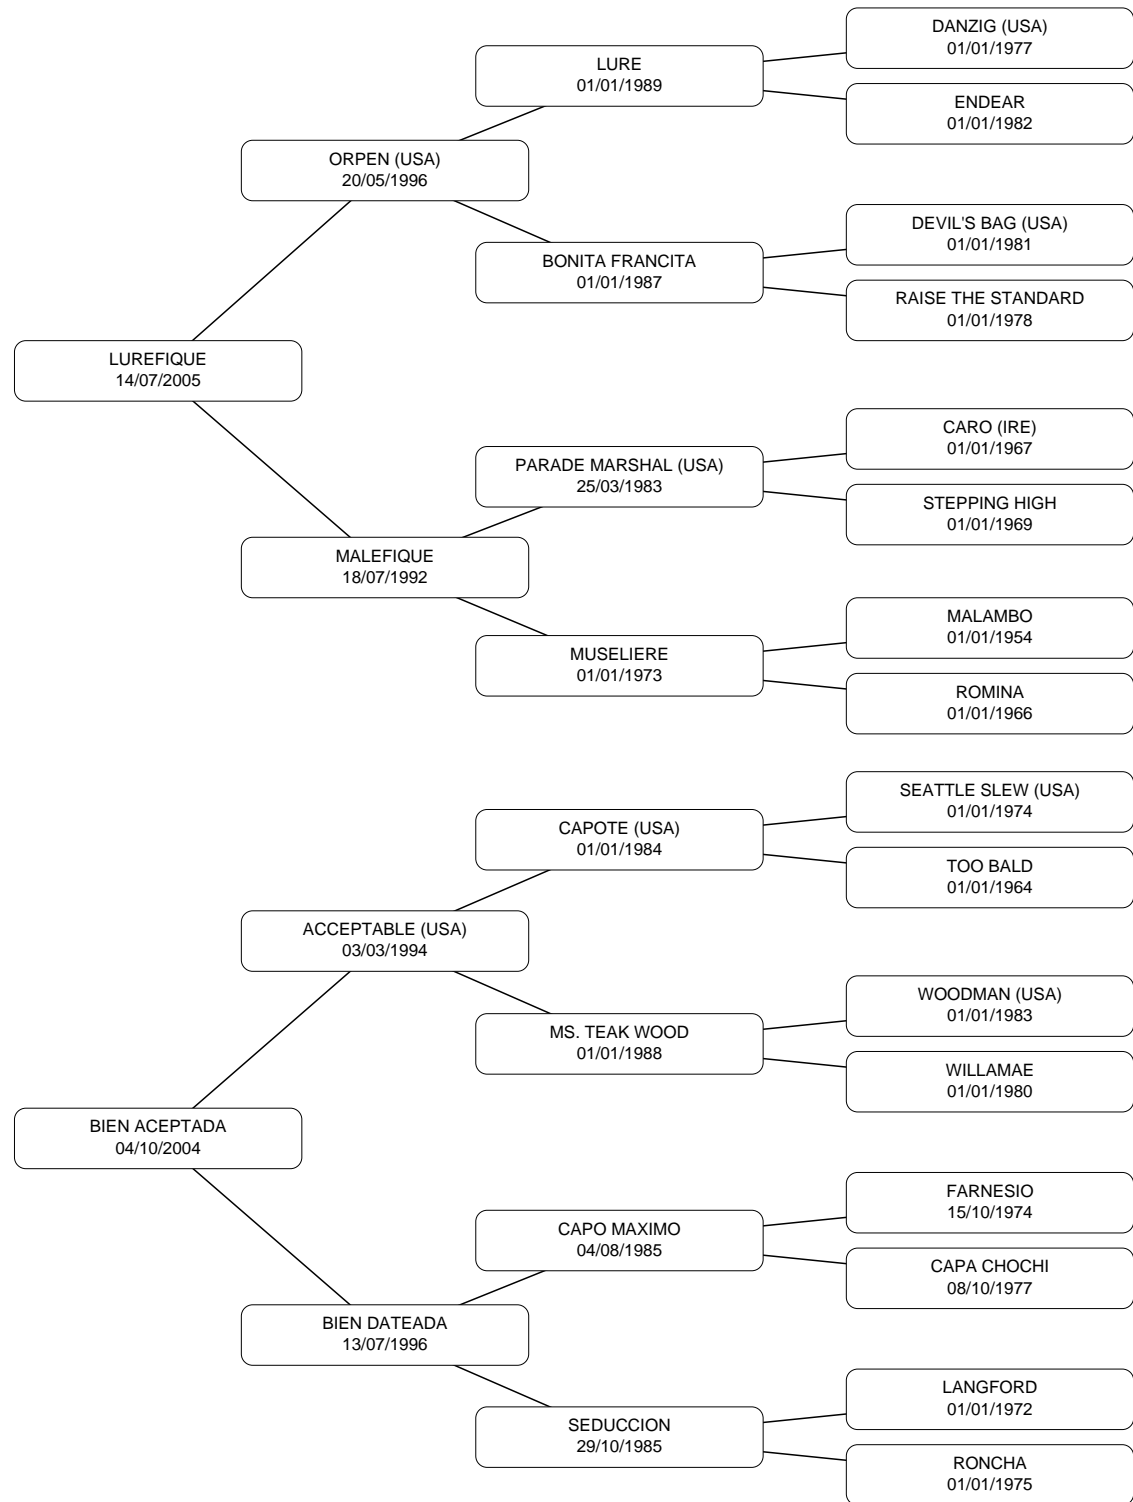 DANZIG (USA)
01/01/1977
LURE
01/01/1989
ENDEAR
01/01/1982
ORPEN (USA)
20/05/1996
DEVIL'S BAG (USA)
01/01/1981
BONITA FRANCITA
01/01/1987
RAISE THE STANDARD
01/01/1978
LUREFIQUE
14/07/2005
CARO (IRE)
01/01/1967
PARADE MARSHAL (USA)
25/03/1983
STEPPING HIGH
01/01/1969
MALEFIQUE
18/07/1992
MALAMBO
01/01/1954
MUSELIERE
01/01/1973
ROMINA
01/01/1966
SEATTLE SLEW (USA)
01/01/1974
CAPOTE (USA)
01/01/1984
TOO BALD
01/01/1964
ACCEPTABLE (USA)
03/03/1994
WOODMAN (USA)
01/01/1983
MS. TEAK WOOD
01/01/1988
WILLAMAE
01/01/1980
BIEN ACEPTADA
04/10/2004
FARNESIO
15/10/1974
CAPO MAXIMO
04/08/1985
CAPA CHOCHI
08/10/1977
BIEN DATEADA
13/07/1996
LANGFORD
01/01/1972
SEDUCCION
29/10/1985
RONCHA
01/01/1975